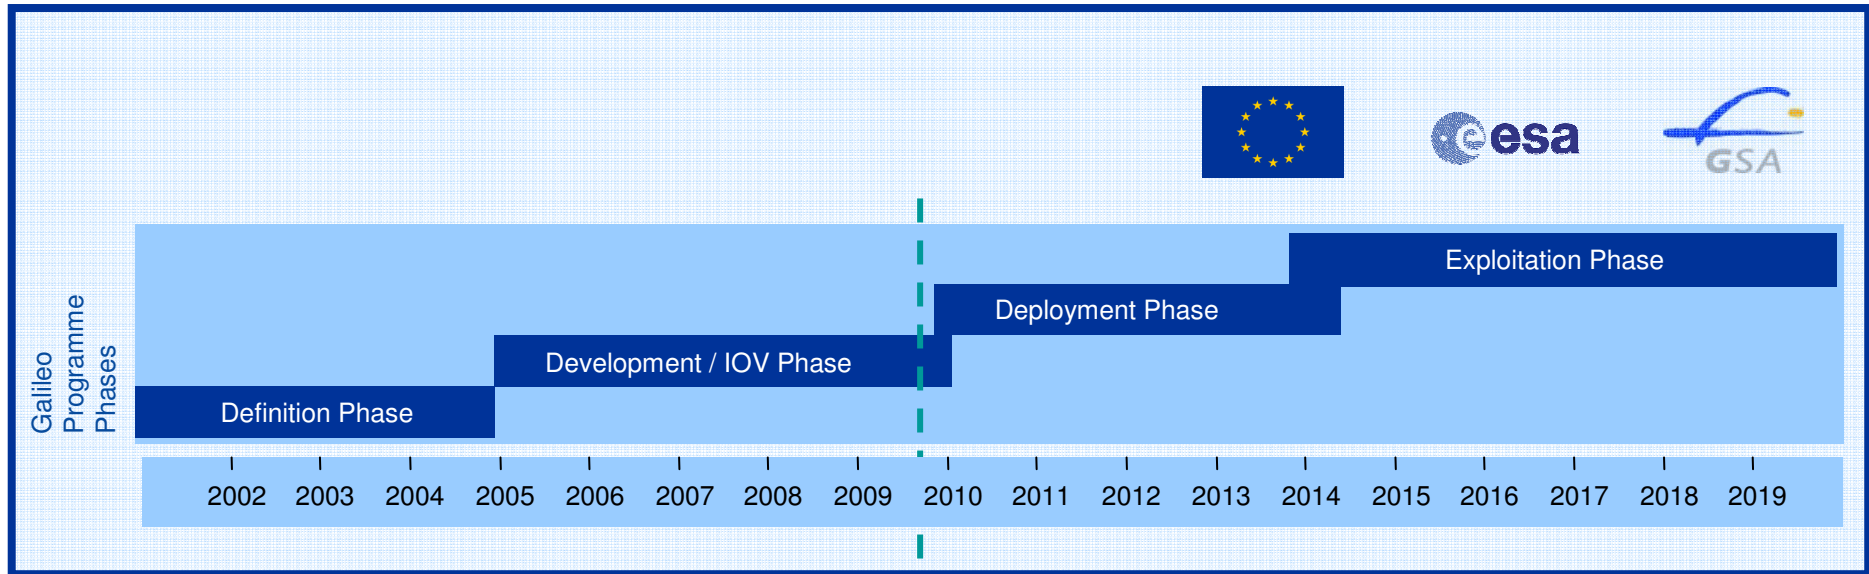 esa
GSA
Galileo
Programme
Phases
Exploitation Phase
Deployment Phase
Development / IOV Phase
Definition Phase
2002 2003 2004 2005 2006 2007 2008 2009 2010 2011 2012 2013 2014 2015 2016 2017 2018 2019